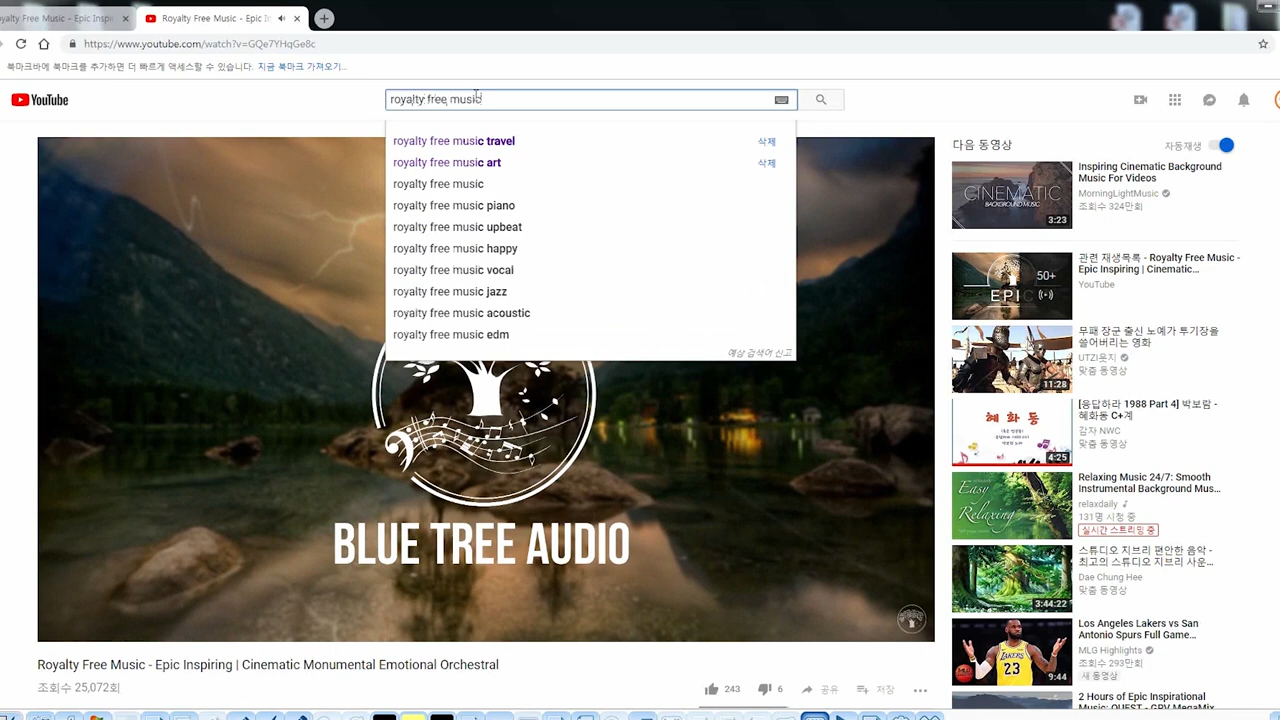 Royalty Free Music - Epic Inspi
Royalty Free Music - Epic In
https://www.youtube.com/watch?v=GQe7YHqGe8c
북마크바에 북마크를 추가하면 더 빠르게 액세스할 수 있습니다. 지금 북마크 가져오기...
YouTube
royalty free music
royalty free music travel 삭제
royalty free music art 삭제
royalty free music
royalty free music piano
royalty free music upbeat
royalty free music happy
royalty free music vocal
royalty free music jazz
royalty free music acoustic
royalty free music edm
예상 검색어 신고
BLUE TREE AUDIO
Royalty Free Music - Epic Inspiring | Cinematic Monumental Emotional Orchestral
조회수 25,072회
243
6
공유
저장
다음 동영상
자동재생
CINEMATIC
BACKGROUND MUSIC
3:23
Inspiring Cinematic Background
Music For Videos
MorningLightMusic
조회수 324만회
EPIC
50+
관련 재생목록 - Royalty Free Music -
Epic Inspiring | Cinematic...
YouTube
11:28
무패 장군 출신 노예가 투기장을
쓸어버리는 영화
UTZI웃지
맞춤 동영상
혜화동
4:25
[응답하라 1988 Part 4] 박보람 -
혜화동 C+계
감자 NWC
맞춤 동영상
Easy
Relaxing
Relaxing Music 24/7: Smooth
Instrumental Background Mus...
relaxdaily
131명 시청 중
실시간 스트리밍 중
3:44:22
스튜디오 지브리 편안한 음악 -
최고의 스튜디오 지브리 사운...
Dae Chung Hee
맞춤 동영상
LAKERS
23
9:44
Los Angeles Lakers vs San
Antonio Spurs Full Game...
MLG Highlights
조회수 293만회
새 동영상
2 Hours of Epic Inspirational
Music: QUEST - GRV MegaMix